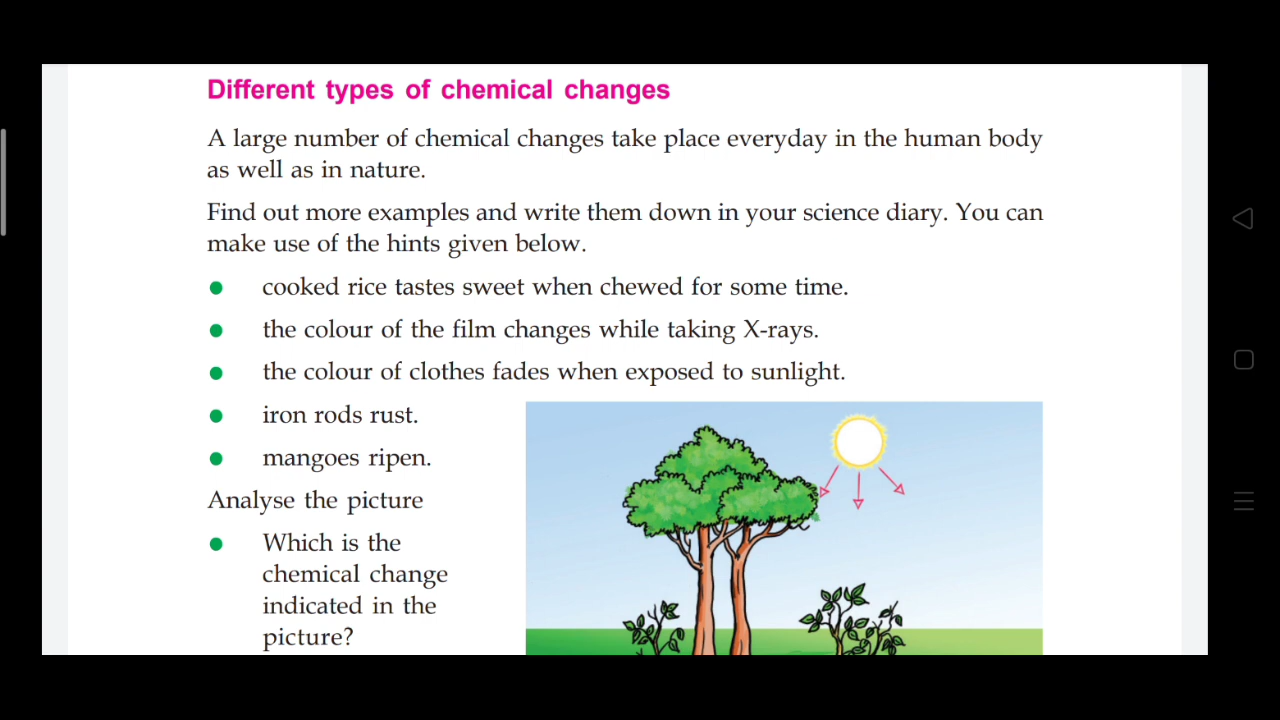 Different types of chemical changes
A large number of chemical changes take place everyday in the human body
as well as in nature.
Find out more examples and write them down in your science diary. You can
make use of the hints given below.
● cooked rice tastes sweet when chewed for some time.
● the colour of the film changes while taking X-rays.
● the colour of clothes fades when exposed to sunlight.
● iron rods rust.
● mangoes ripen.
Analyse the picture
● Which is the
chemical change
indicated in the
picture?